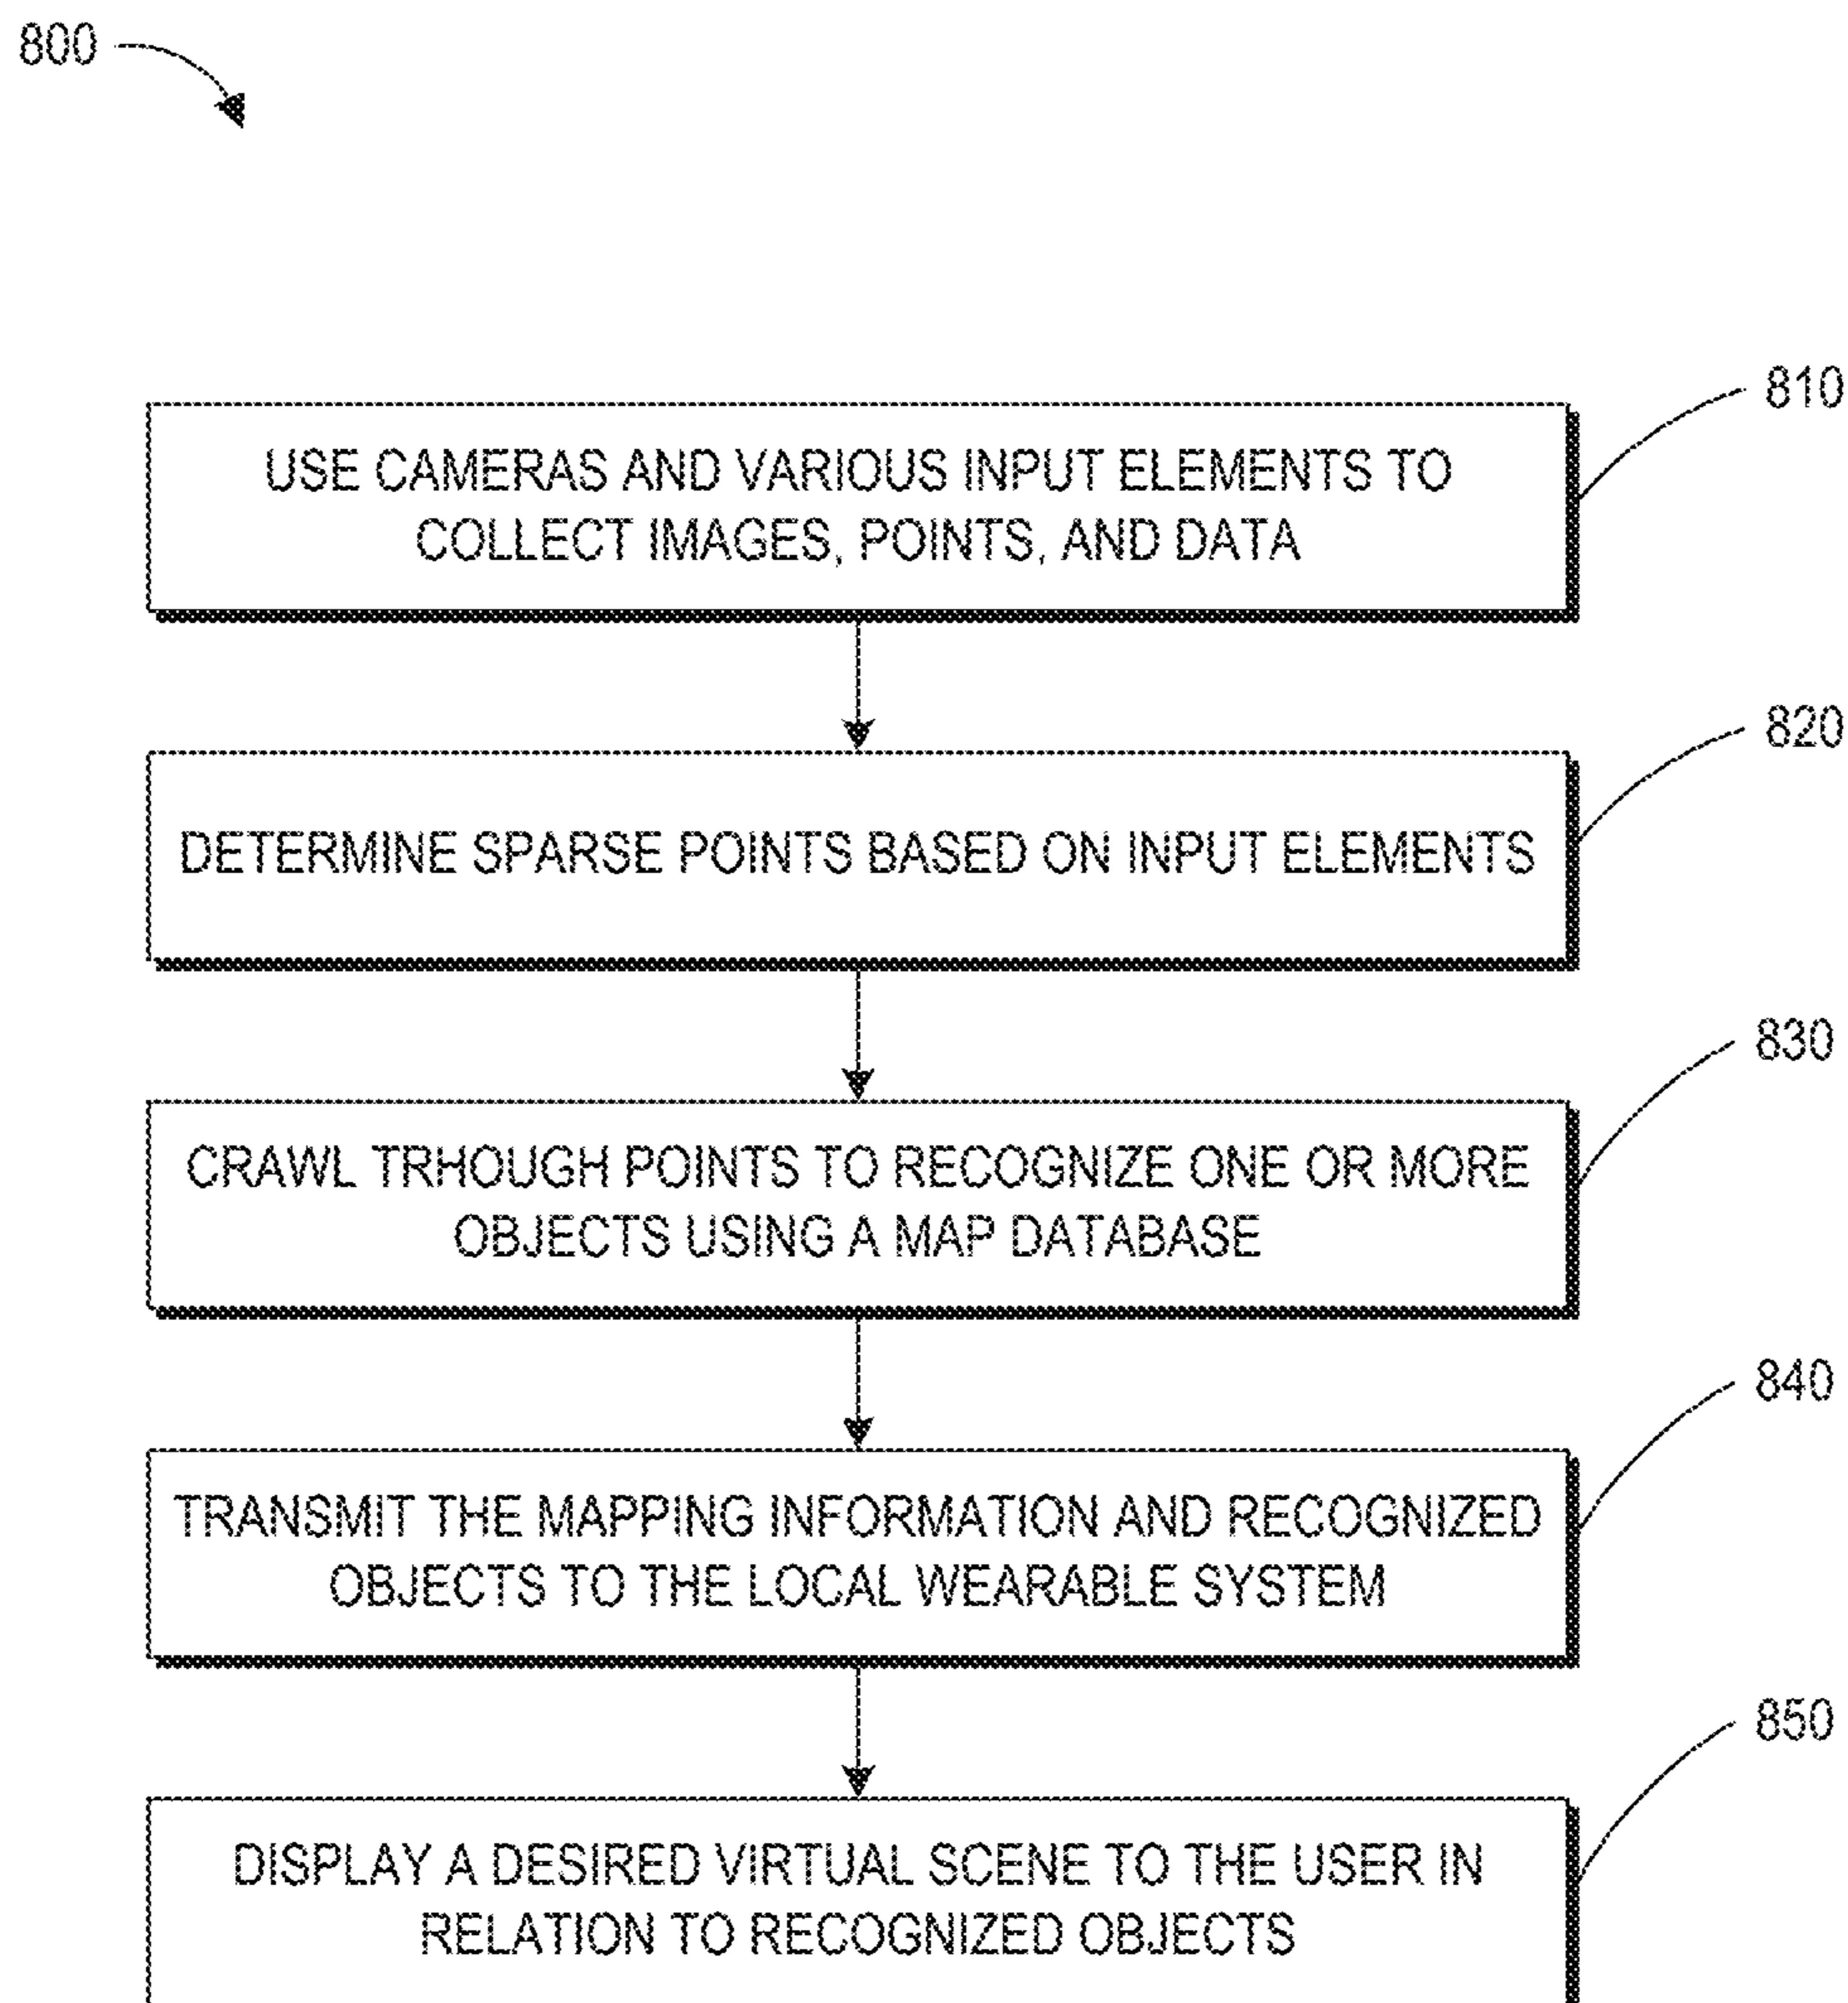 800
810
USE CAMERAS AND VARIOUS INPUT ELEMENTS TO
COLLECT IMAGES, POINTS, AND DATA
820
DETERMINE SPARSE POINTS BASED ON INPUT ELEMENTS
830
CRAWL TRHOUGH POINTS TO RECOGNIZE ONE OR MORE
OBJECTS USING A MAP DATABASE
840
TRANSMIT THE MAPPING INFORMATION AND RECOGNIZED
OBJECTS TO THE LOCAL WEARABLE SYSTEM
850
DISPLAY A DESIRED VIRTUAL SCENE TO THE USER IN
RELATION TO RECOGNIZED OBJECTS